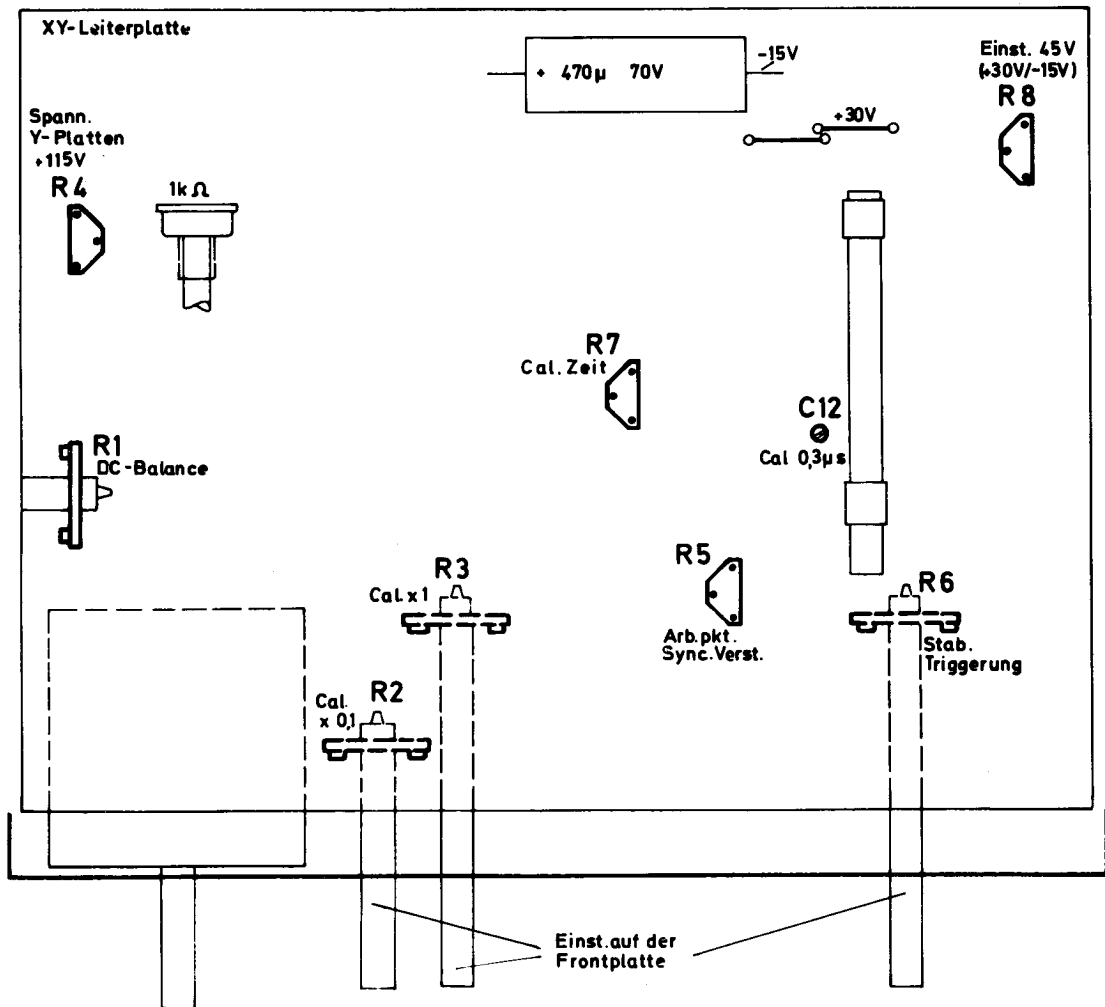 XY-Leiterplatte
+ 470µ 70V
-15V
+30V
Einst. 45V
(+30V/-15V)
R8
Spann.
Y-Platten
+115V
R4
1k Ω
R7
Cal. Zeit
C12
Cal 0,3µs
R1
DC-Balance
R3
Cal. x 1
R5
Arb.pkt.
Sync.Verst.
R6
Stab.
Triggerung
R2
Cal.
x 0,1
Einst. auf der
Frontplatte